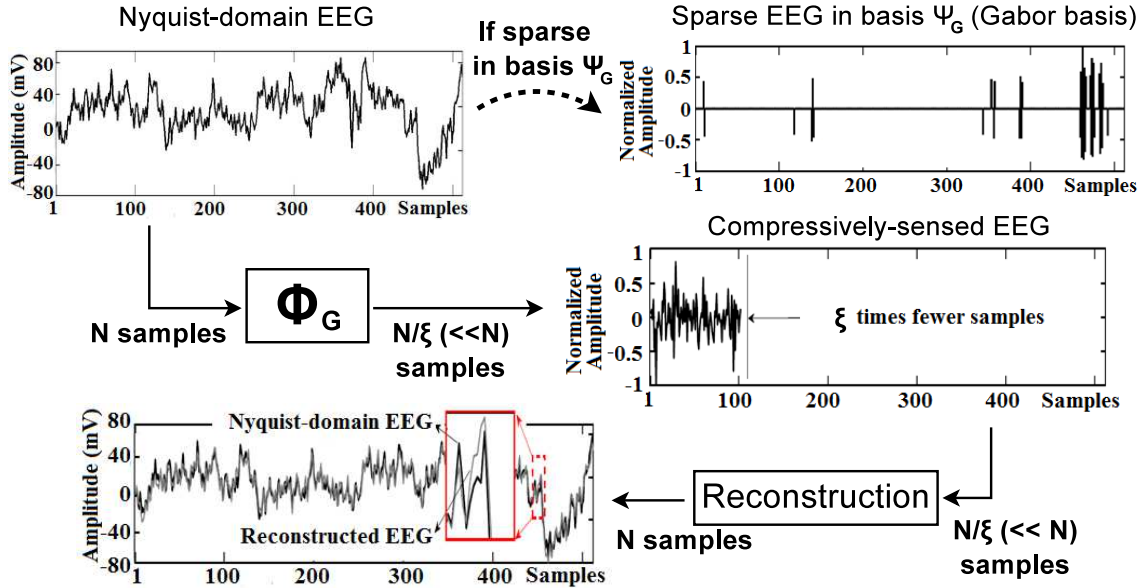 Nyquist-domain EEG
Amplitude (mV)
80
40
0
-40
-80
1 100 200 300 400 Samples
If sparse
in basis Ψ_G
Sparse EEG in basis Ψ_G (Gabor basis)
Normalized
Amplitude
1
0.5
0
-0.5
-1
1 100 200 300 400 Samples
N samples
Φ_G
N/ξ (<<N)
samples
Compressively-sensed EEG
Normalized
Amplitude
1
0.5
0
-0.5
-1
ξ times fewer samples
1 100 200 300 400 Samples
N/ξ (<< N)
samples
Reconstruction
N samples
Amplitude (mV)
80
40
0
-40
-80
Nyquist-domain EEG
Reconstructed EEG
1 100 200 300 400 Samples